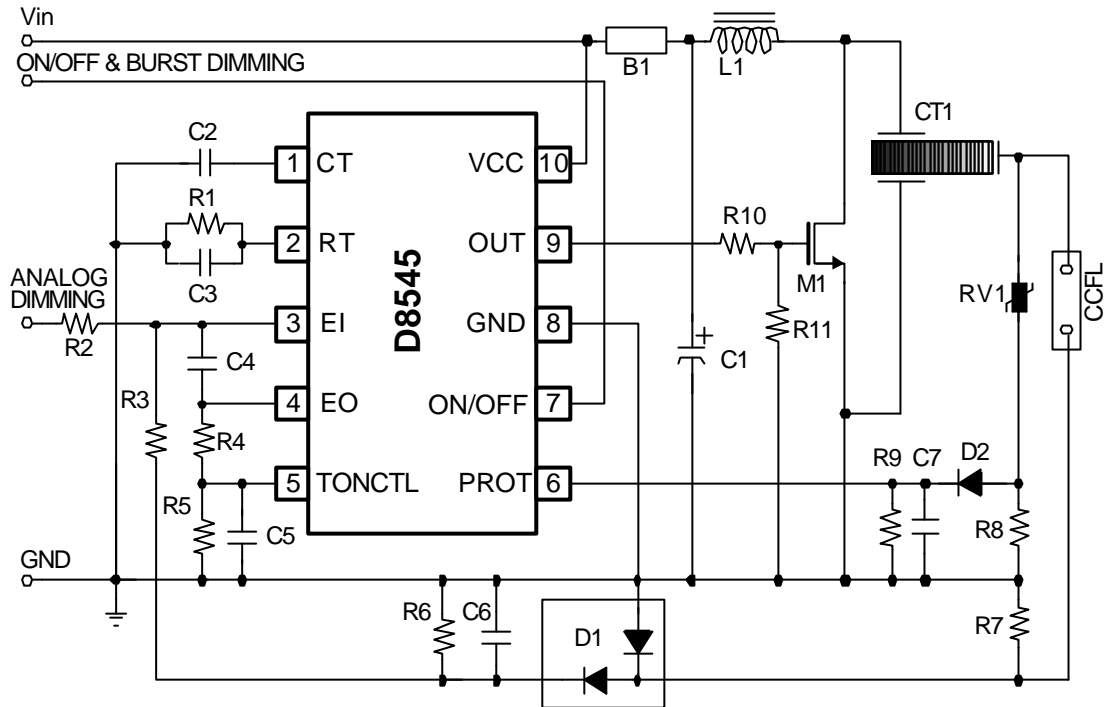 Vin
ON/OFF & BURST DIMMING
B1
L1
CT1
C2
1
CT
VCC
10
R1
R10
2
RT
OUT
9
C3
M1
ANALOG
DIMMING
D8545
RV1
CCFL
3
EI
GND
8
R11
R2
C4
C1
R3
4
EO
ON/OFF
7
R4
R9
C7
D2
5
TONCTL
PROT
6
R5
C5
R8
GND
R6
C6
D1
R7